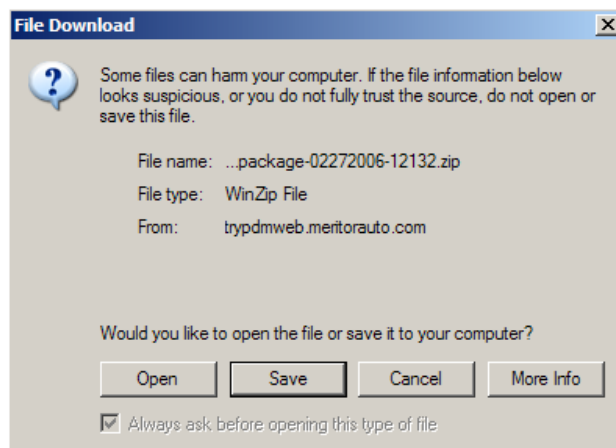 File Download
Some files can harm your computer. If the file information below
looks suspicious, or you do not fully trust the source, do not open or
save this file.
File name: ...package-02272006-12132.zip
File type: WinZip File
From: trypdmweb.meritorauto.com
Would you like to open the file or save it to your computer?
Open Save Cancel More Info
Always ask before opening this type of file